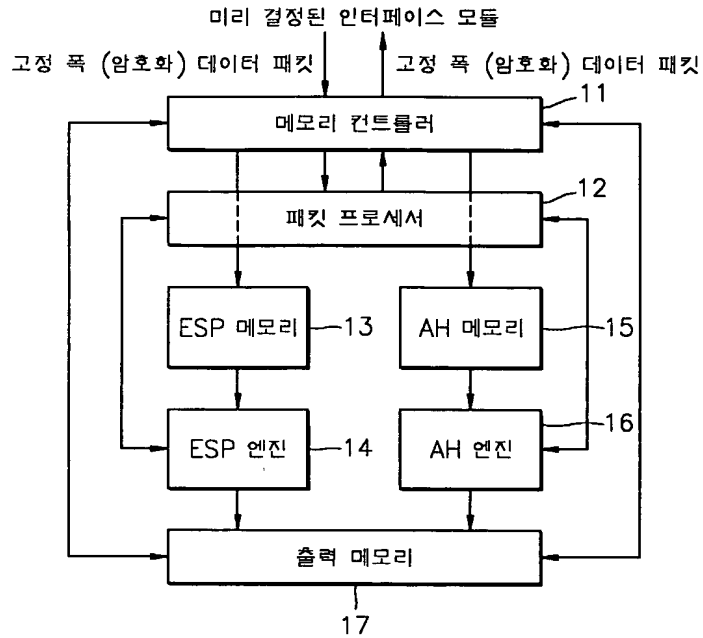 미리 결정된 인터페이스 모듈
고정 폭 (암호화) 데이터 패킷
고정 폭 (암호화) 데이터 패킷
11
메모리 컨트롤러
12
패킷 프로세서
ESP 메모리
13
AH 메모리
15
ESP 엔진
14
AH 엔진
16
출력 메모리
17